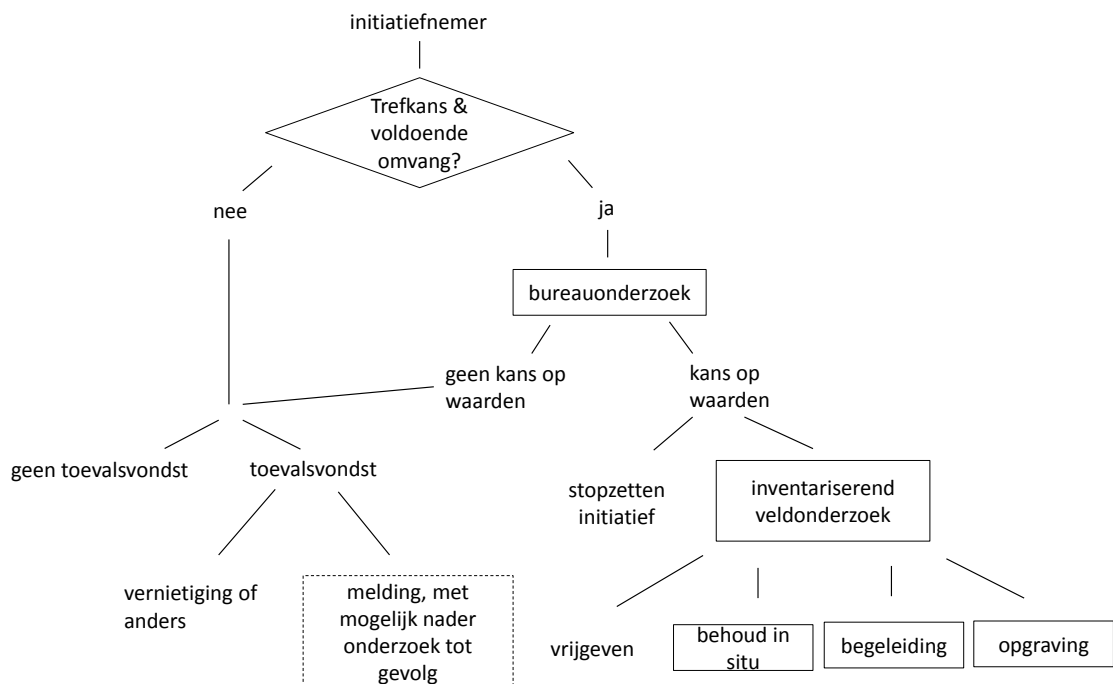 initiatiefnemer
Trefkans &
voldoende
omvang?
nee
ja
bureauonderzoek
geen kans op
waarden
kans op
waarden
geen toevalsvondst
toevalsvondst
stopzetten
initiatief
inventariserend
veldonderzoek
vernietiging of
anders
melding, met
mogelijk nader
onderzoek tot
gevolg
vrijgeven
behoud in
situ
begeleiding
opgraving